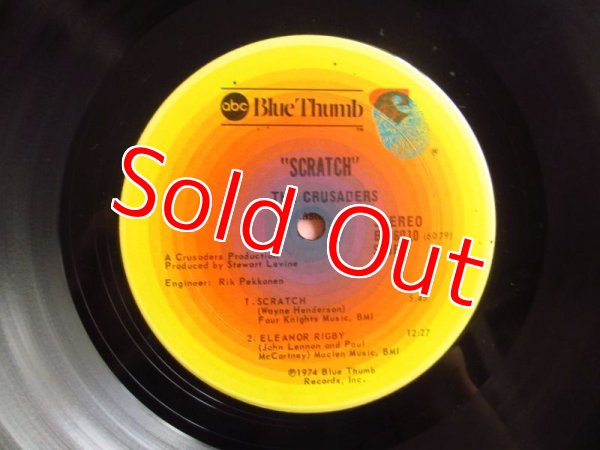 abc Blue Thumb
TM
"SCRATCH"
CRUSADERS
STEREO
(6079)
Sold Out
A Crusaders Production
Produced by Stewart Levine
Engineer: Rik Pekkonen
1. SCRATCH
(Wayne Henderson)
Four Knights Music, BMI
2. ELEANOR RIGBY 12:27
(John Lennon and Paul
McCartney) Maclen Music, BMI
℗1974 Blue Thumb
Records, Inc.